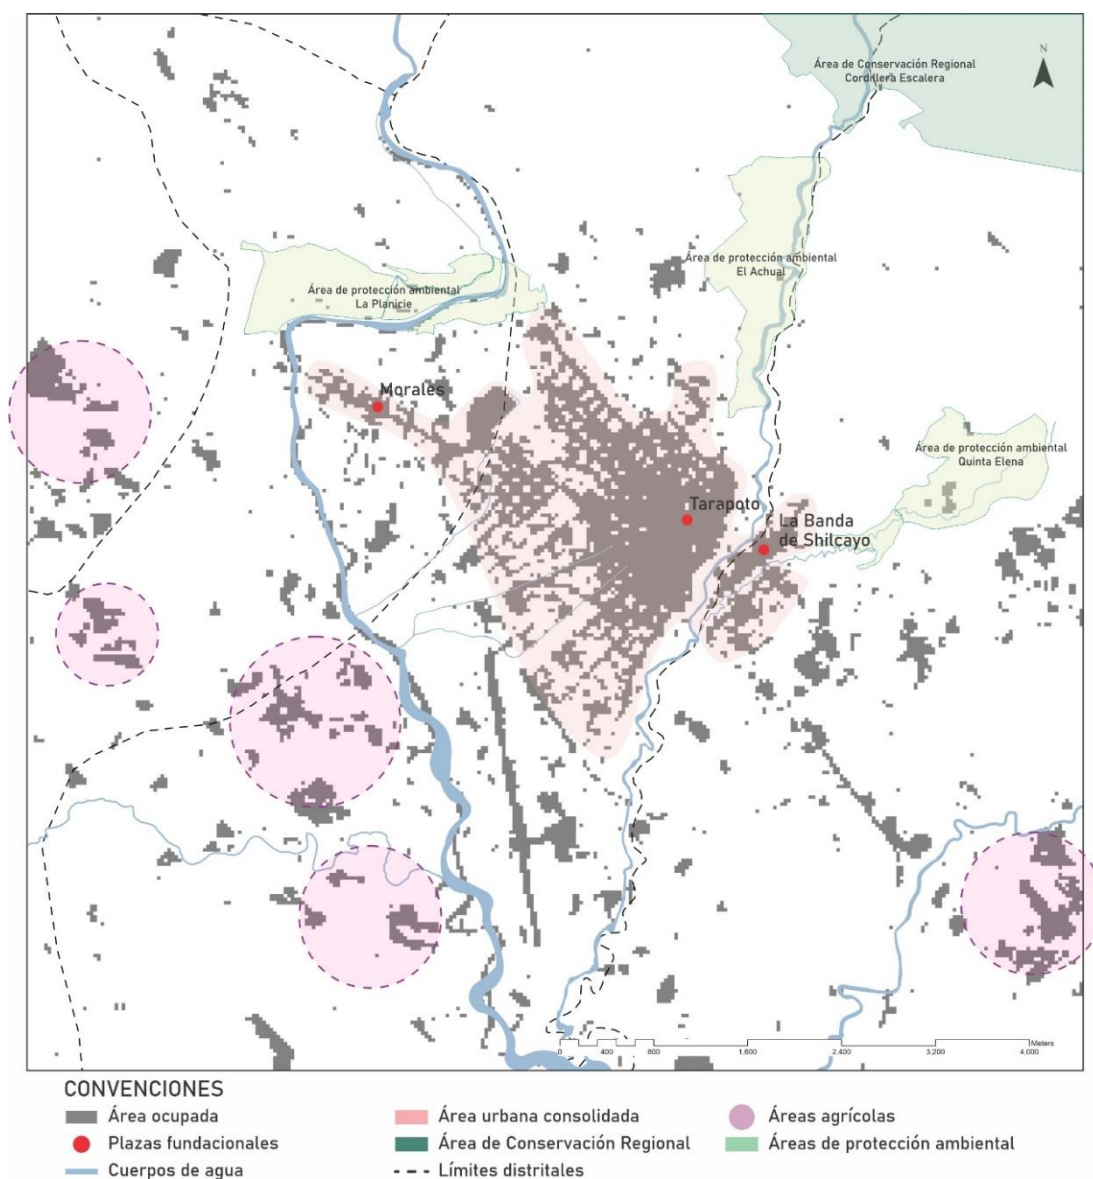 Área de Conservación Regional
Cordillera Escalera
N
Área de protección ambiental
El Achual
Área de protección ambiental
La Planicie
Morales
Área de protección ambiental
Quinta Elena
Tarapoto
La Banda
de Shilcayo
0 400 800 1,600 2,400 3,200 4,000
Meters
CONVENCIONES
Área ocupada
Área urbana consolidada
Áreas agrícolas
Plazas fundacionales
Área de Conservación Regional
Áreas de protección ambiental
Cuerpos de agua
Límites distritales